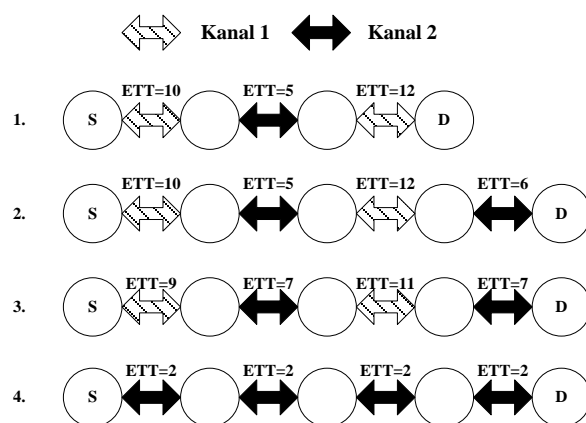 Kanal 1 Kanal 2
ETT=10 ETT=5 ETT=12
1. S D
ETT=10 ETT=5 ETT=12 ETT=6
2. S D
ETT=9 ETT=7 ETT=11 ETT=7
3. S D
ETT=2 ETT=2 ETT=2 ETT=2
4. S D